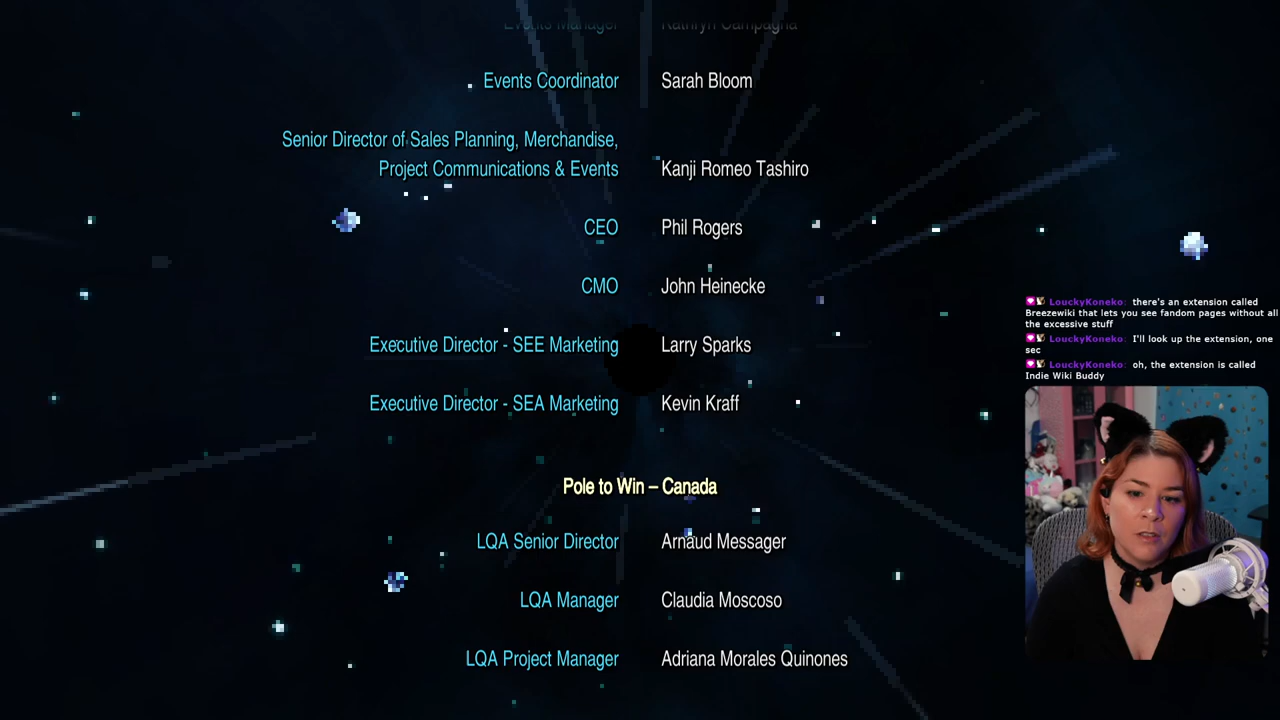 Events Manager Kathryn Campagna
Events Coordinator Sarah Bloom
Senior Director of Sales Planning, Merchandise,
Project Communications & Events Kanji Romeo Tashiro
CEO Phil Rogers
CMO John Heinecke
Executive Director - SEE Marketing Larry Sparks
Executive Director - SEA Marketing Kevin Kraff
Pole to Win – Canada
LQA Senior Director Arnaud Messager
LQA Manager Claudia Moscoso
LQA Project Manager Adriana Morales Quinones
LouckyKoneko: there's an extension called
Breezewiki that lets you see fandom pages without all
the excessive stuff
LouckyKoneko: I'll look up the extension, one
sec
LouckyKoneko: oh, the extension is called
Indie Wiki Buddy